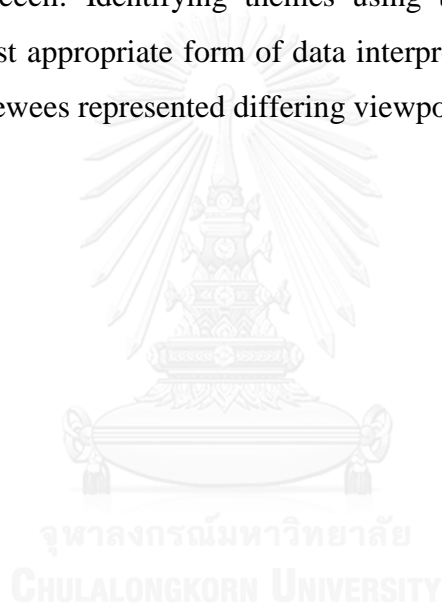 Identifying themes using
st appropriate form of data interpr
ewees represented differing viewpo
จุฬาลงกรณ์มหาวิทยาลัย
CHULALONGKORN UNIVERSITY